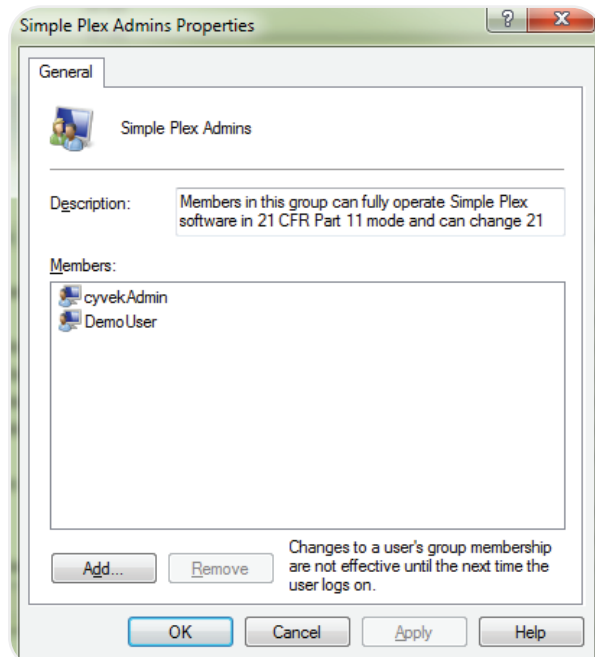 Simple Plex Admins Properties
General
Simple Plex Admins
Description:
Members in this group can fully operate Simple Plex
software in 21 CFR Part 11 mode and can change 21
Members:
cyvekAdmin
DemoUser
Add...
Remove
Changes to a user's group membership
are not effective until the next time the
user logs on.
OK
Cancel
Apply
Help